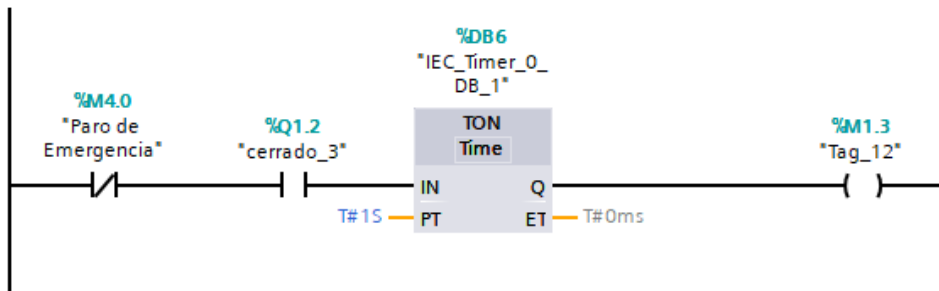 %DB6
"IEC_Timer_0_
DB_1"
%M4.0
"Paro de
Emergencia"
%Q1.2
"cerrado_3"
TON
Time
%M1.3
"Tag_12"
IN
Q
T#1S
PT
ET
T#0ms